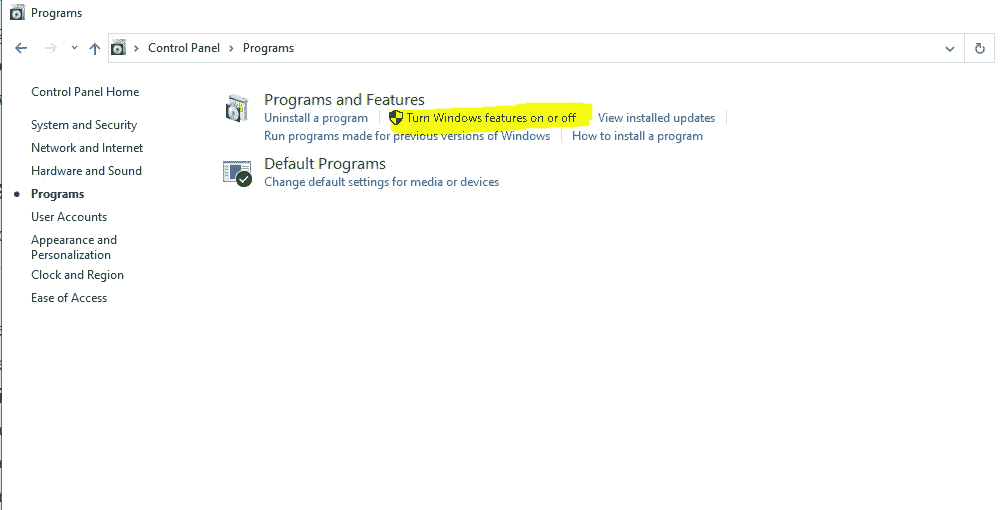 Programs
Control Panel > Programs
Control Panel Home
System and Security
Network and Internet
Hardware and Sound
Programs
User Accounts
Appearance and
Personalization
Clock and Region
Ease of Access
Programs and Features
Uninstall a program | Turn Windows features on or off | View installed updates |
Run programs made for previous versions of Windows | How to install a program
Default Programs
Change default settings for media or devices